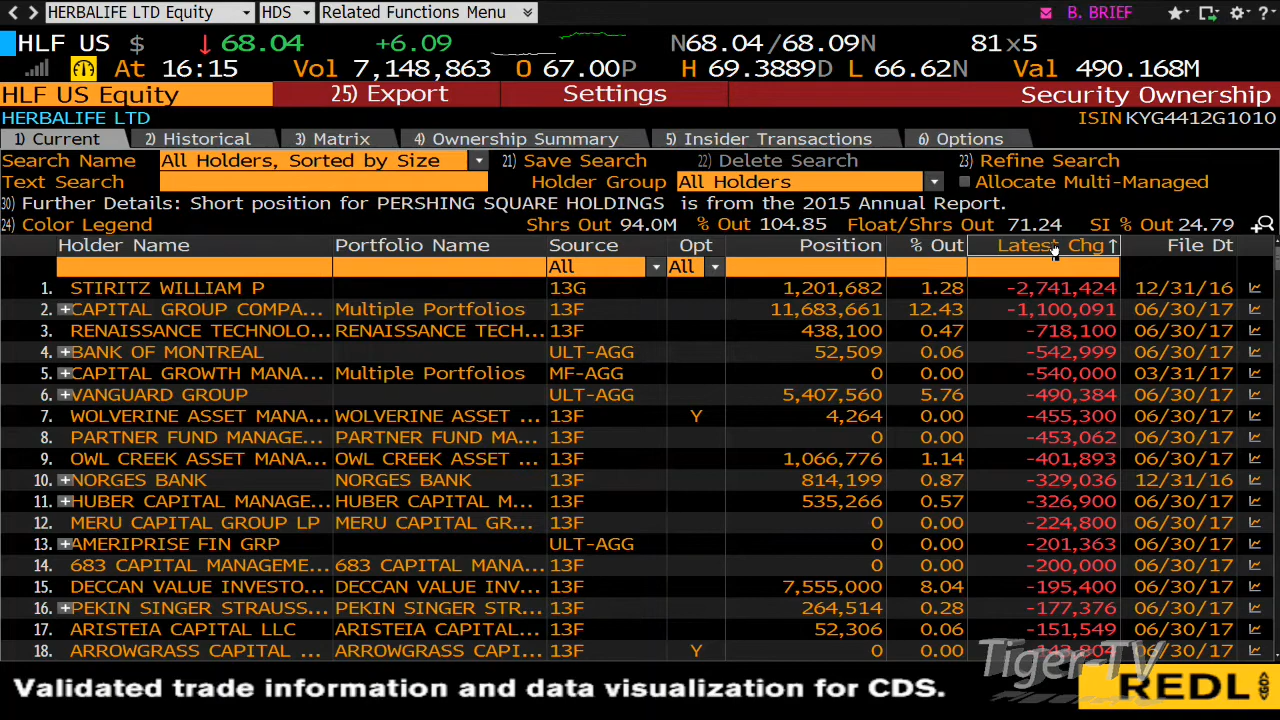 HERBALIFE LTD Equity HDS Related Functions Menu B. BRIEF
HLF US $ ↓ 68.04 +6.09 N68.04/68.09N 81x5
At 16:15 Vol 7,148,863 O 67.00P H 69.3889D L 66.62N Val 490.168M
HLF US Equity 25) Export Settings Security Ownership
HERBALIFE LTD ISIN KYG4412G1010
1) Current 2) Historical 3) Matrix 4) Ownership Summary 5) Insider Transactions 6) Options
Search Name All Holders, Sorted by Size 21) Save Search 22) Delete Search 23) Refine Search
Text Search Holder Group All Holders Allocate Multi-Managed
30) Further Details: Short position for PERSHING SQUARE HOLDINGS is from the 2015 Annual Report.
24) Color Legend Shrs Out 94.0M % Out 104.85 Float/Shrs Out 71.24 SI % Out 24.79
Holder Name Portfolio Name Source Opt Position % Out Latest Chg↑ File Dt
All All
1. STIRITZ WILLIAM P 13G 1,201,682 1.28 -2,741,424 12/31/16
2. +CAPITAL GROUP COMPA... Multiple Portfolios 13F 11,683,661 12.43 -1,100,091 06/30/17
3. RENAISSANCE TECHNOLO... RENAISSANCE TECH... 13F 438,100 0.47 -718,100 06/30/17
4. +BANK OF MONTREAL ULT-AGG 52,509 0.06 -542,999 06/30/17
5. +CAPITAL GROWTH MANA... Multiple Portfolios MF-AGG 0 0.00 -540,000 03/31/17
6. +VANGUARD GROUP ULT-AGG 5,407,560 5.76 -490,384 06/30/17
7. WOLVERINE ASSET MANA... WOLVERINE ASSET ... 13F Y 4,264 0.00 -455,300 06/30/17
8. PARTNER FUND MANAGE... PARTNER FUND MA... 13F 0 0.00 -453,062 06/30/17
9. OWL CREEK ASSET MANA... OWL CREEK ASSET ... 13F 1,066,776 1.14 -401,893 06/30/17
10. +NORGES BANK NORGES BANK 13F 814,199 0.87 -329,036 12/31/16
11. +HUBER CAPITAL MANAGE... HUBER CAPITAL M... 13F 535,266 0.57 -326,900 06/30/17
12. MERU CAPITAL GROUP LP MERU CAPITAL GR... 13F 0 0.00 -224,800 06/30/17
13. +AMERIPRISE FIN GRP ULT-AGG 0 0.00 -201,363 06/30/17
14. 683 CAPITAL MANAGEME... 683 CAPITAL MANA... 13F 0 0.00 -200,000 06/30/17
15. DECCAN VALUE INVESTO... DECCAN VALUE INV... 13F 7,555,000 8.04 -195,400 06/30/17
16. +PEKIN SINGER STRAUSS... PEKIN SINGER STR... 13F 264,514 0.28 -177,376 06/30/17
17. ARISTEIA CAPITAL LLC ARISTEIA CAPITAL... 13F 52,306 0.06 -151,549 06/30/17
18. ARROWGRASS CAPITAL ... ARROWGRASS CAPI... 13F Y 0 0.00 -143,804 06/30/17
Tiger-TV
Validated trade information and data visualization for CDS. REDL <GO>